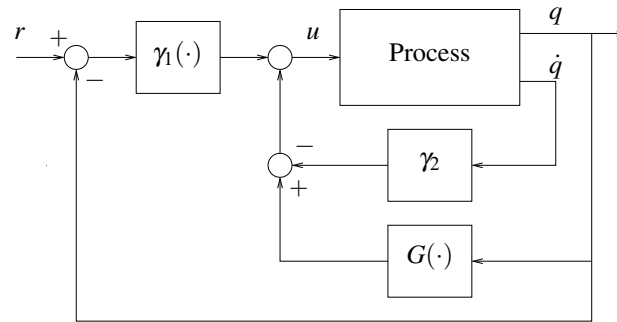 r
+
−
γ₁(·)
u
Process
q
q̇
−
+
γ₂
G(·)